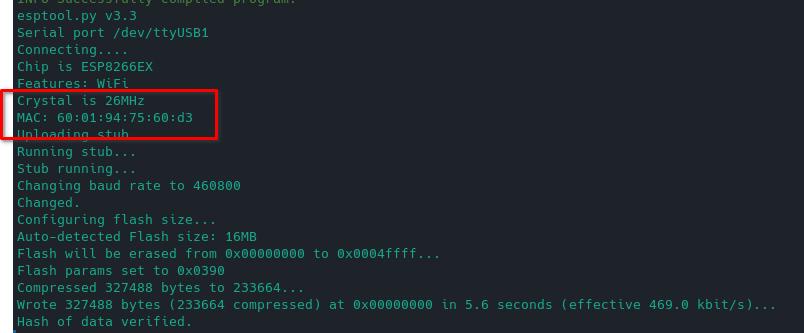 INFO Successfully compiled program.
esptool.py v3.3
Serial port /dev/ttyUSB1
Connecting....
Chip is ESP8266EX
Features: WiFi
Crystal is 26MHz
MAC: 60:01:94:75:60:d3
Uploading stub
Running stub...
Stub running...
Changing baud rate to 460800
Changed.
Configuring flash size...
Auto-detected Flash size: 16MB
Flash will be erased from 0x00000000 to 0x0004ffff...
Flash params set to 0x0390
Compressed 327488 bytes to 233664...
Wrote 327488 bytes (233664 compressed) at 0x00000000 in 5.6 seconds (effective 469.0 kbit/s)...
Hash of data verified.